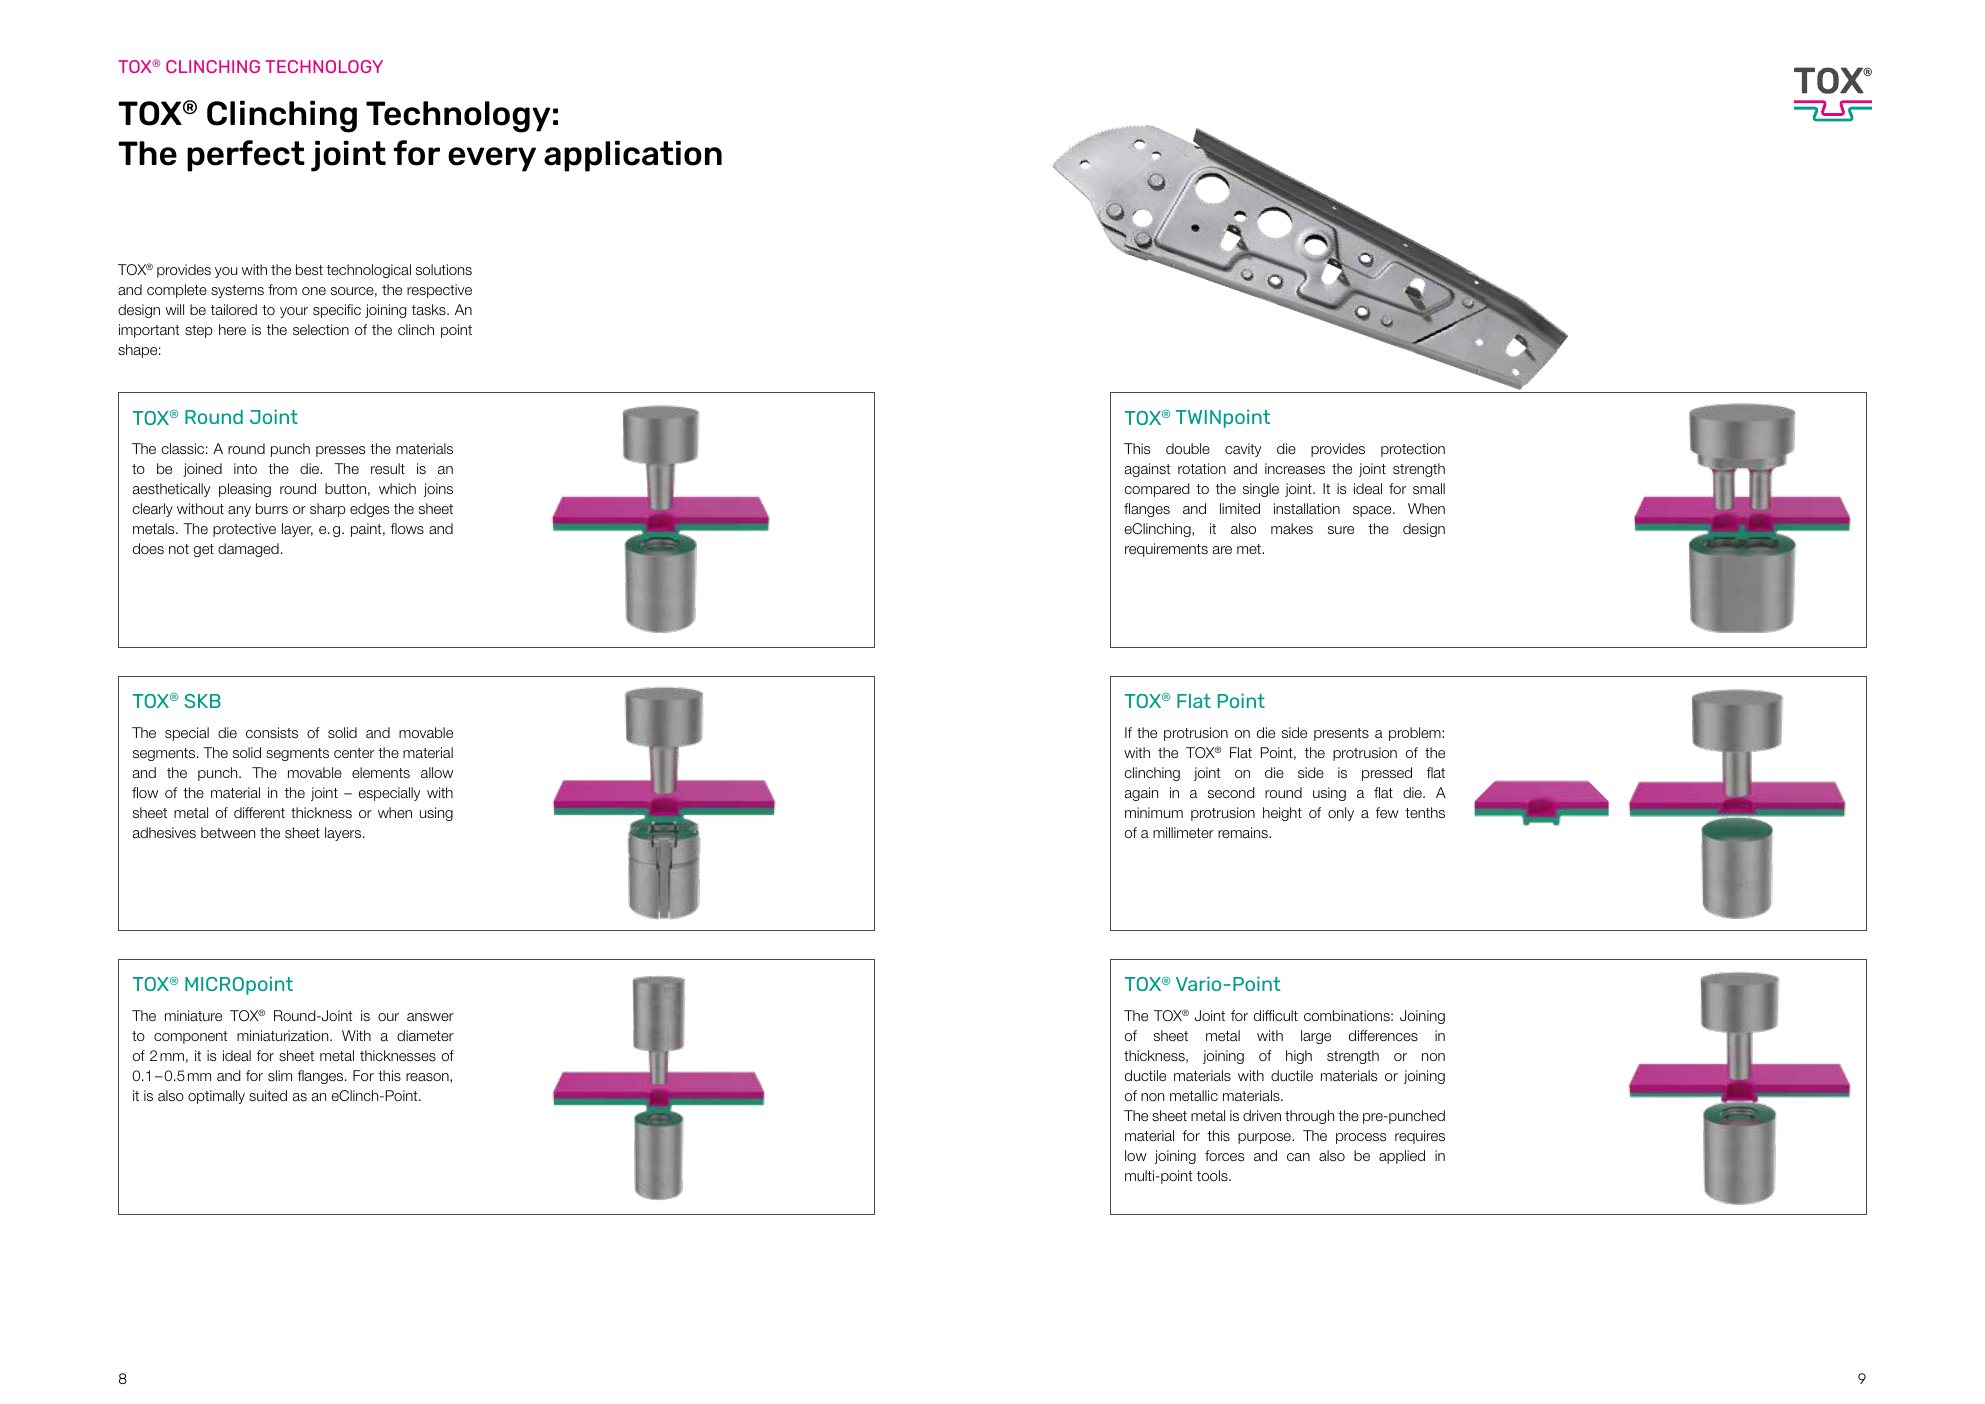 TOX® CLINCHING TECHNOLOGY
TOX® Clinching Technology:
The perfect joint for every application
TOX® provides you with the best technological solutions
and complete systems from one source, the respective
design will be tailored to your specific joining tasks. An
important step here is the selection of the clinch point
shape:
TOX® Round Joint
The classic: A round punch presses the materials
to be joined into the die. The result is an
aesthetically pleasing round button, which joins
clearly without any burrs or sharp edges the sheet
metals. The protective layer, e. g. paint, flows and
does not get damaged.
TOX® SKB
The special die consists of solid and movable
segments. The solid segments center the material
and the punch. The movable elements allow
flow of the material in the joint – especially with
sheet metal of different thickness or when using
adhesives between the sheet layers.
TOX® MICROpoint
The miniature TOX® Round-Joint is our answer
to component miniaturization. With a diameter
of 2 mm, it is ideal for sheet metal thicknesses of
0.1 – 0.5 mm and for slim flanges. For this reason,
it is also optimally suited as an eClinch-Point.
8
TOX®
TOX® TWINpoint
This double cavity die provides protection
against rotation and increases the joint strength
compared to the single joint. It is ideal for small
flanges and limited installation space. When
eClinching, it also makes sure the design
requirements are met.
TOX® Flat Point
If the protrusion on die side presents a problem:
with the TOX® Flat Point, the protrusion of the
clinching joint on die side is pressed flat
again in a second round using a flat die. A
minimum protrusion height of only a few tenths
of a millimeter remains.
TOX® Vario-Point
The TOX® Joint for difficult combinations: Joining
of sheet metal with large differences in
thickness, joining of high strength or non
ductile materials with ductile materials or joining
of non metallic materials.
The sheet metal is driven through the pre-punched
material for this purpose. The process requires
low joining forces and can also be applied in
multi-point tools.
9